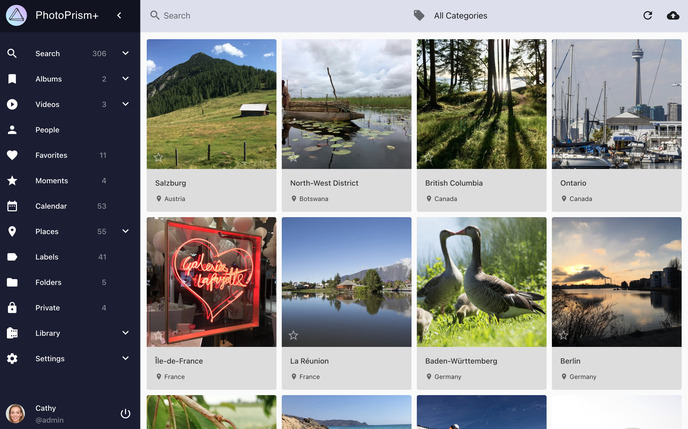 PhotoPrism+
Search
All Categories
Search 306
Albums 2
Videos 3
People
Favorites 11
Moments 4
Calendar 53
Places 55
Labels 41
Folders 5
Private 4
Library
Settings
Cathy
@admin
Salzburg
Austria
North-West District
Botswana
British Columbia
Canada
Ontario
Canada
Galeries
Lafayette
Île-de-France
France
La Réunion
France
Baden-Württemberg
Germany
Berlin
Germany